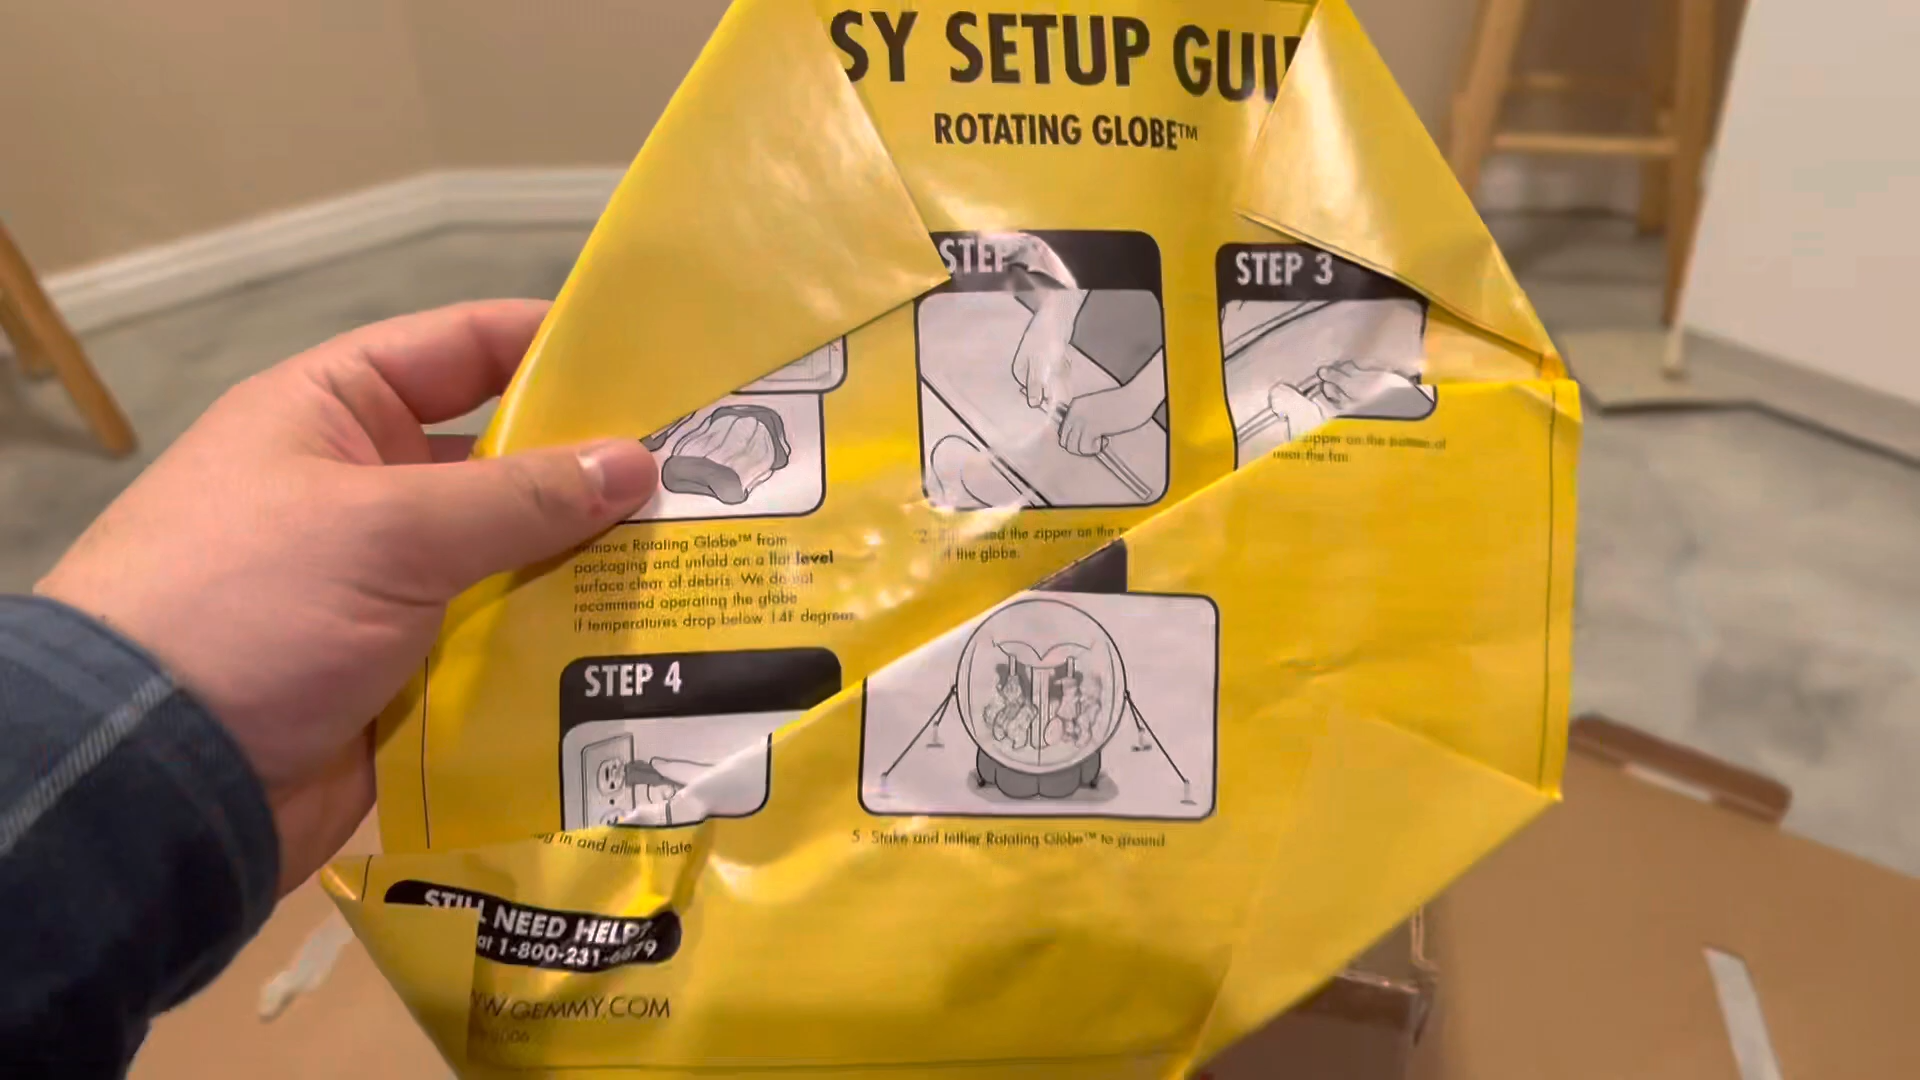 SY SETUP GUI
ROTATING GLOBE™
STEP
STEP 3
Remove Rotating Globe™ from
packaging and unfold on a flat level
surface clear of debris. We do not
recommend operating the globe
if temperatures drop below 14F degrees
2. the zipper on the
of the globe.
zipper on the bottom of
near the fan
STEP 4
in and allow inflate
5. Stake and tether Rotating Globe™ to ground
STILL NEED HELP?
at 1-800-231-6879
W.GEMMY.COM